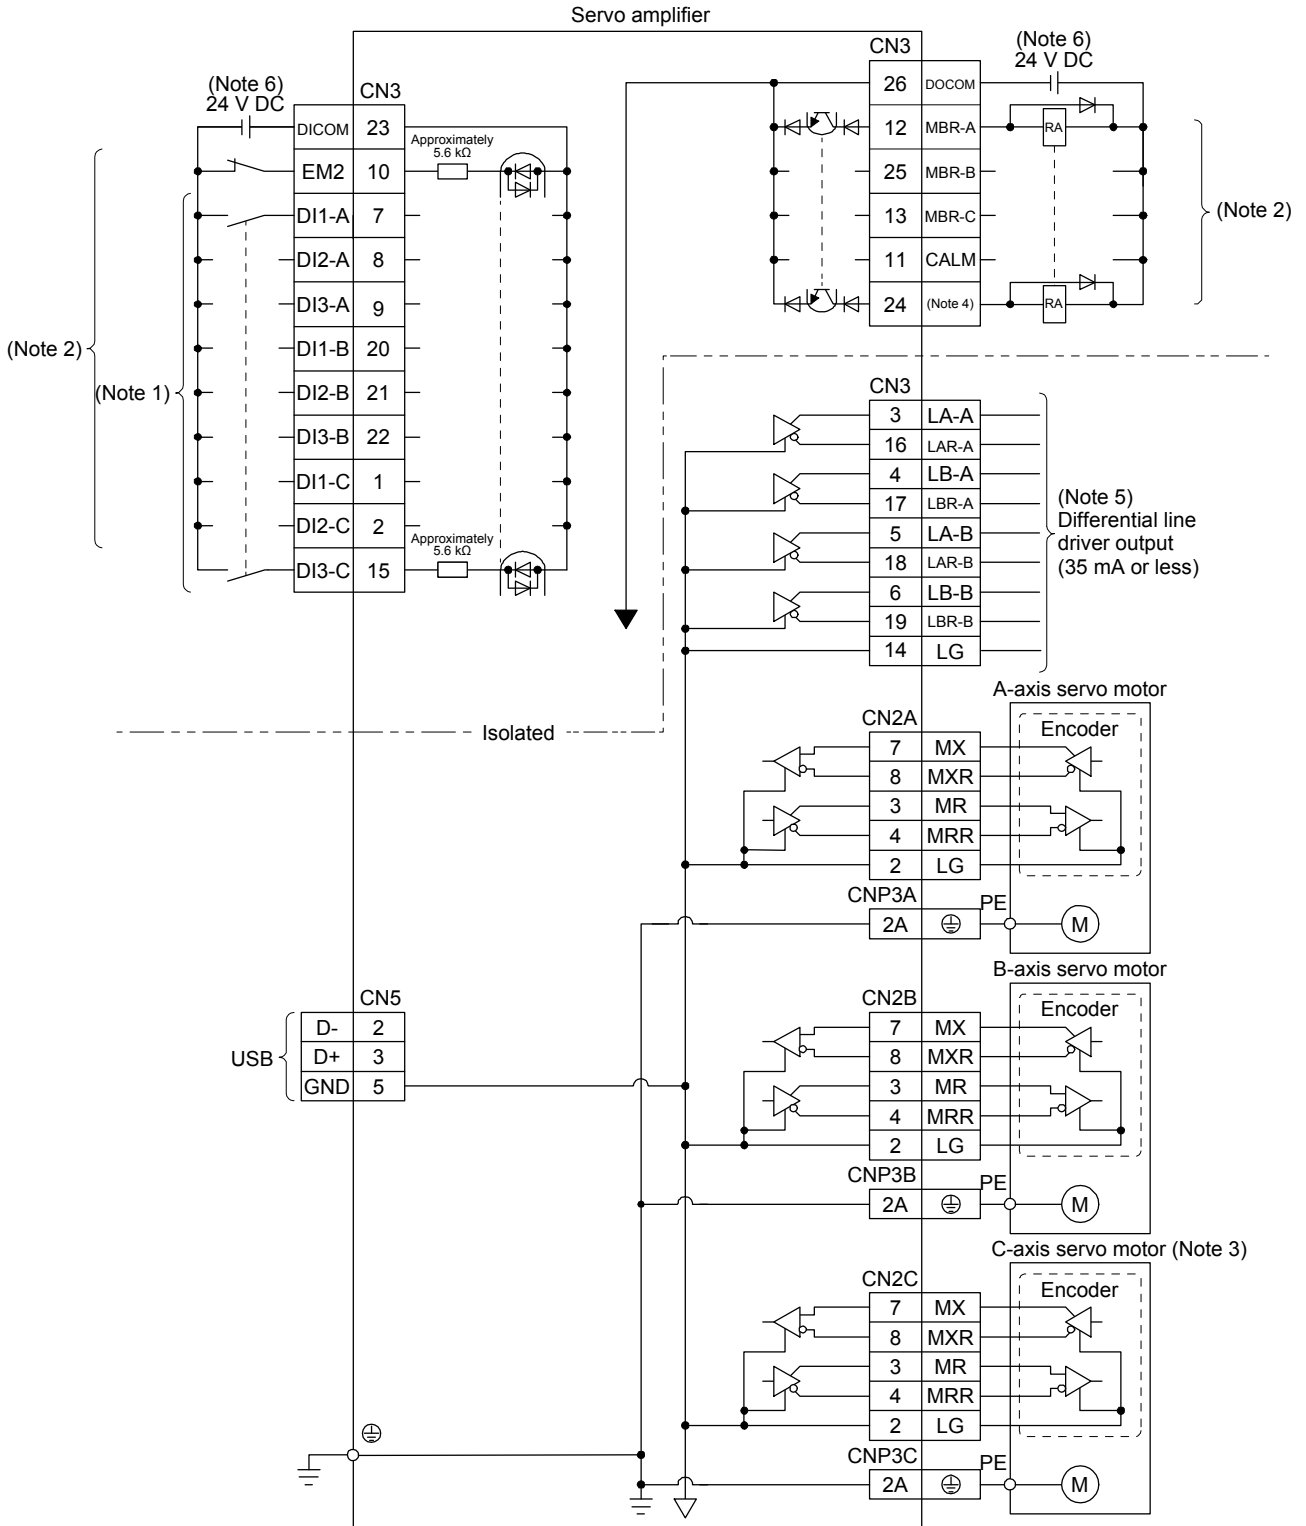 Servo amplifier
(Note 6)
24 V DC
CN3
DICOM 23
EM2 10
DI1-A 7
DI2-A 8
DI3-A 9
DI1-B 20
DI2-B 21
DI3-B 22
DI1-C 1
DI2-C 2
DI3-C 15
Approximately
5.6 kΩ
Approximately
5.6 kΩ
(Note 2)
(Note 1)
CN3
(Note 6)
24 V DC
26 DOCOM
12 MBR-A
RA
25 MBR-B
13 MBR-C
11 CALM
24 (Note 4)
RA
(Note 2)
CN3
3 LA-A
16 LAR-A
4 LB-A
17 LBR-A
5 LA-B
18 LAR-B
6 LB-B
19 LBR-B
14 LG
(Note 5)
Differential line
driver output
(35 mA or less)
Isolated
A-axis servo motor
CN2A
Encoder
7 MX
8 MXR
3 MR
4 MRR
2 LG
CNP3A
2A
PE
M
B-axis servo motor
CN5
D- 2
D+ 3
GND 5
USB
CN2B
Encoder
7 MX
8 MXR
3 MR
4 MRR
2 LG
CNP3B
2A
PE
M
C-axis servo motor (Note 3)
CN2C
Encoder
7 MX
8 MXR
3 MR
4 MRR
2 LG
CNP3C
2A
PE
M